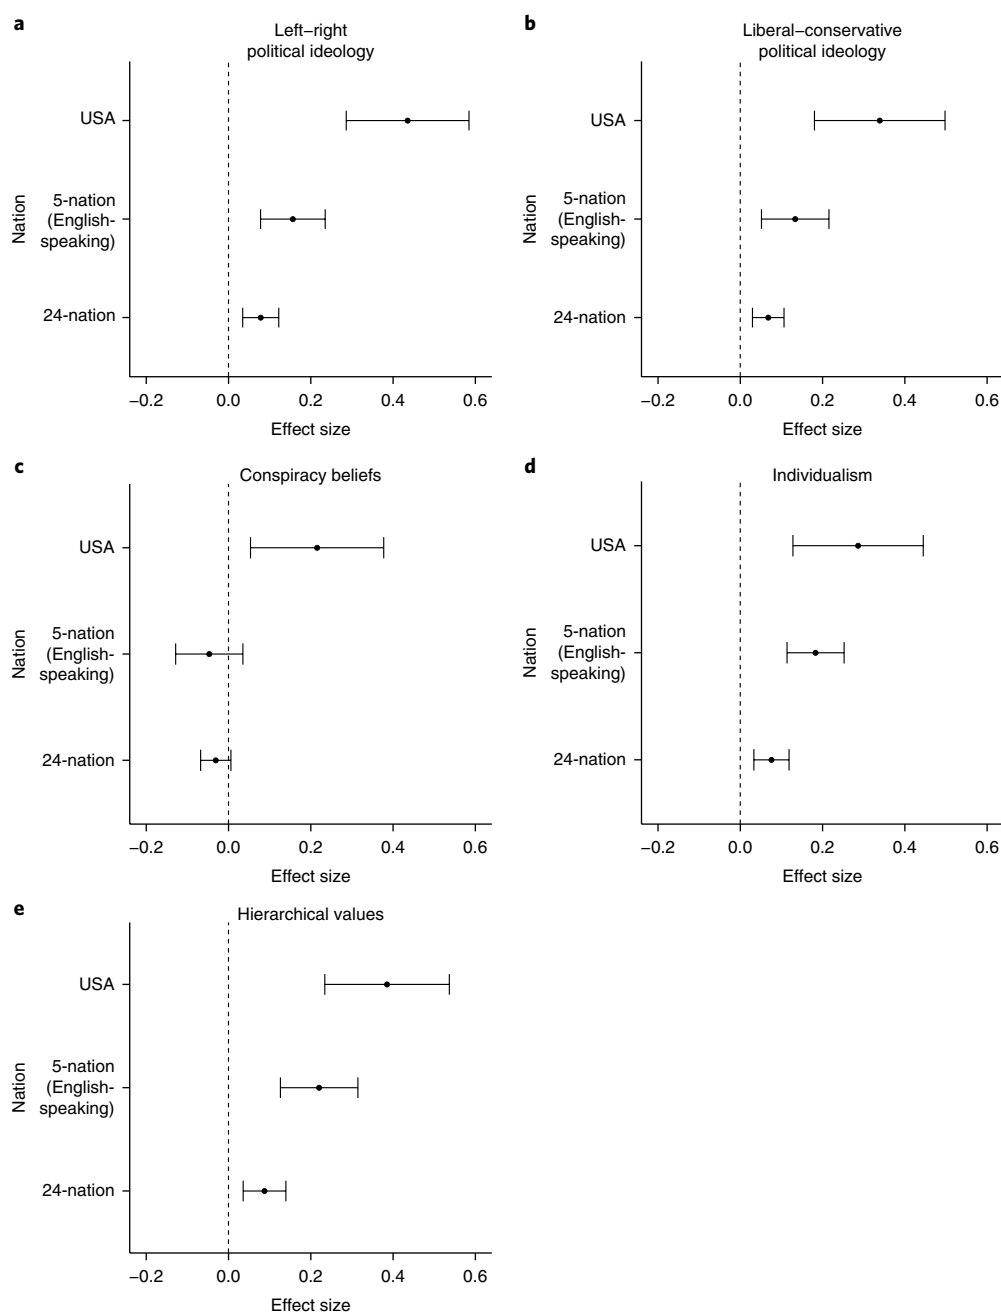 a
Left–right
political ideology
USA
5-nation
(English-
speaking)
24-nation
Nation
−0.2 0.0 0.2 0.4 0.6
Effect size
b
Liberal–conservative
political ideology
USA
5-nation
(English-
speaking)
24-nation
Nation
−0.2 0.0 0.2 0.4 0.6
Effect size
c
Conspiracy beliefs
USA
5-nation
(English-
speaking)
24-nation
Nation
−0.2 0.0 0.2 0.4 0.6
Effect size
d
Individualism
USA
5-nation
(English-
speaking)
24-nation
Nation
−0.2 0.0 0.2 0.4 0.6
Effect size
e
Hierarchical values
USA
5-nation
(English-
speaking)
24-nation
Nation
−0.2 0.0 0.2 0.4 0.6
Effect size